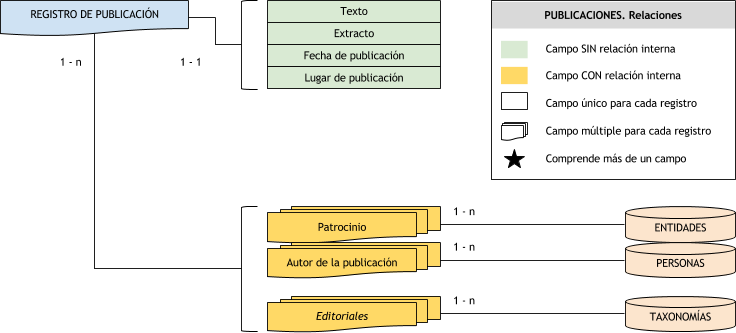 REGISTRO DE PUBLICACIÓN
1 - n
1 - 1
Texto
Extracto
Fecha de publicación
Lugar de publicación
PUBLICACIONES. Relaciones
Campo SIN relación interna
Campo CON relación interna
Campo único para cada registro
Campo múltiple para cada registro
Comprende más de un campo
Patrocinio
1 - n
ENTIDADES
Autor de la publicación
1 - n
PERSONAS
Editoriales
1 - n
TAXONOMÍAS